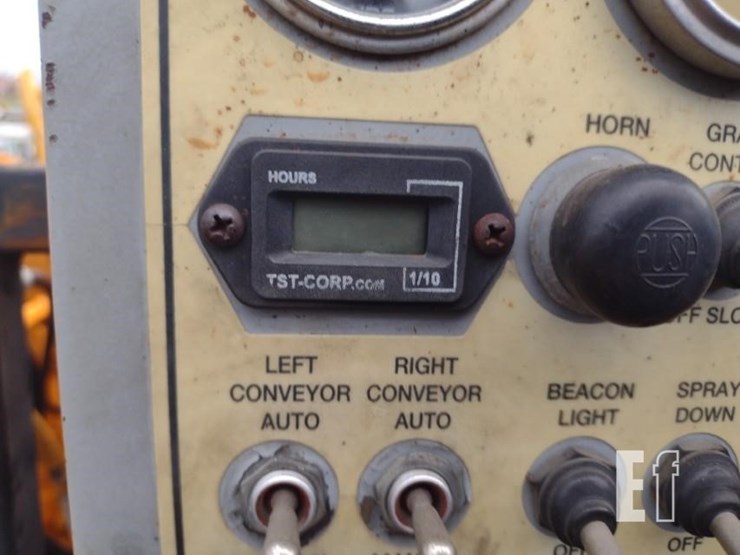 HORN
HOURS
TST-CORP.COM
1/10
PUSH
LEFT
CONVEYOR
AUTO
RIGHT
CONVEYOR
AUTO
BEACON
LIGHT
SPRAY
DOWN
OFF
Ef